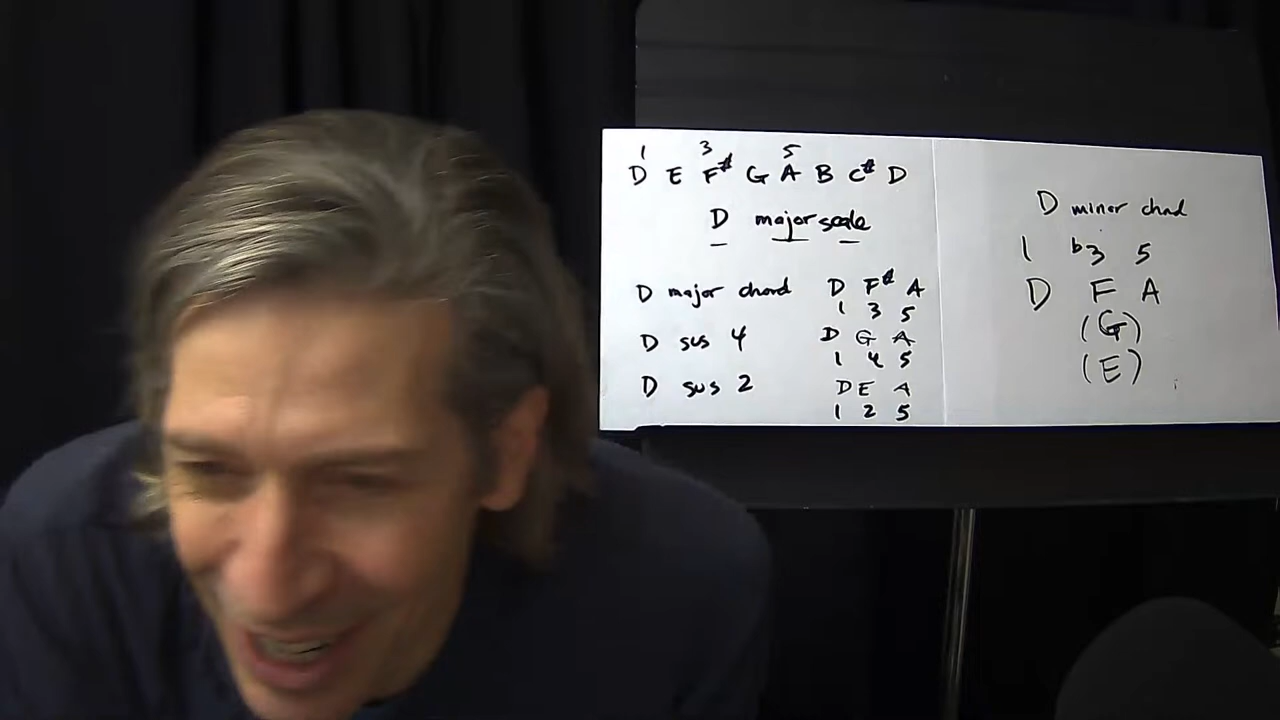 1 3 5
D E F# G A B C# D
D major scale
D major chord D F# A
1 3 5
D sus 4 D G A
1 4 5
D sus 2 D E A
1 2 5
D minor chord
1 b3 5
D F A
(G)
(E)